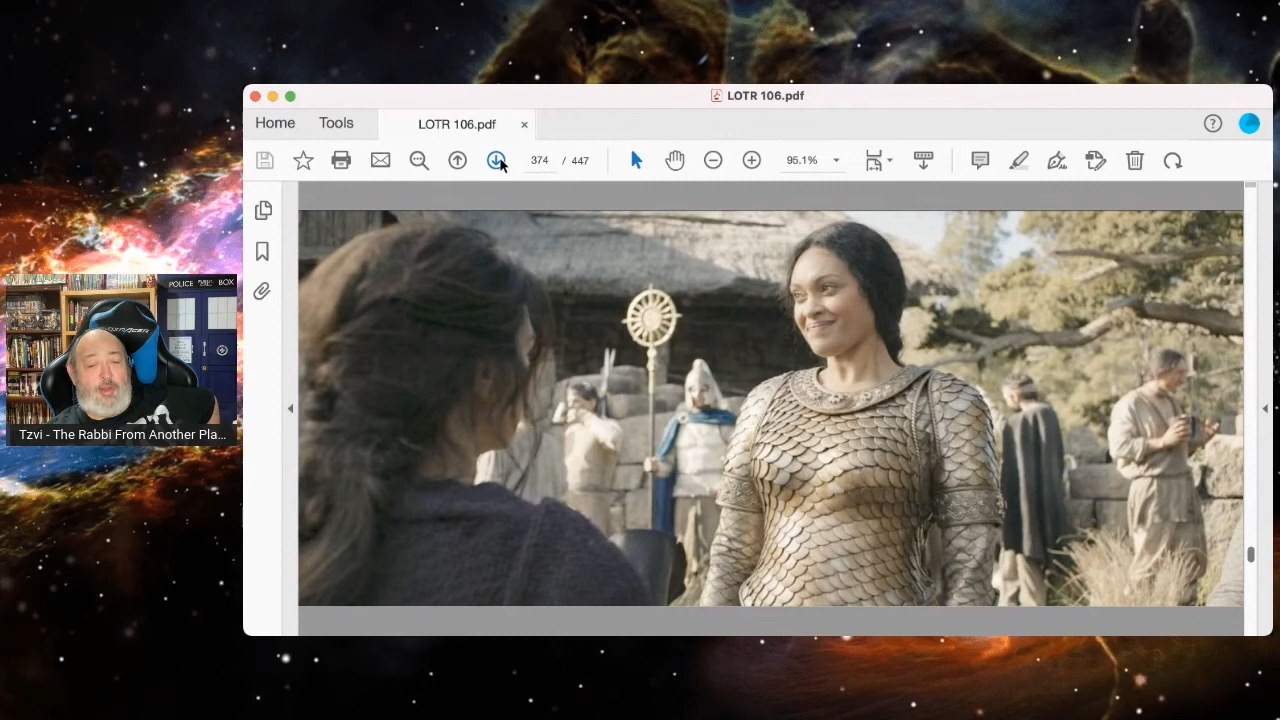 LOTR 106.pdf
Home Tools LOTR 106.pdf ×
374 / 447 95.1%
POLICE BOX
Tzvi - The Rabbi From Another Pla...